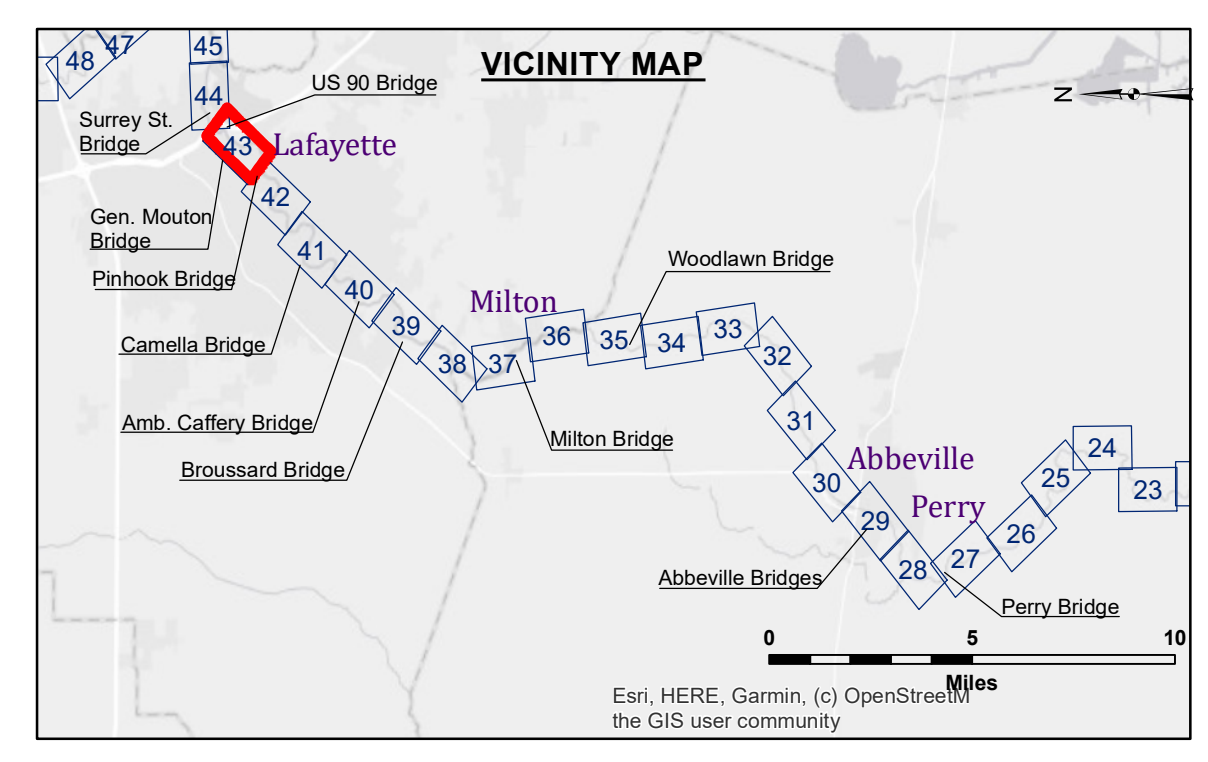 VICINITY MAP
48
47
45
44
US 90 Bridge
N
Surrey St.
Bridge
43
Lafayette
42
Gen. Mouton
Bridge
41
Pinhook Bridge
40
Woodlawn Bridge
Milton
39
36
35
34
33
32
Camella Bridge
38
37
31
Amb. Caffery Bridge
Milton Bridge
Broussard Bridge
30
Abbeville
24
25
23
29
Perry
26
28
27
Abbeville Bridges
Perry Bridge
0
5
10
Miles
Esri, HERE, Garmin, (c) OpenStreetM
the GIS user community